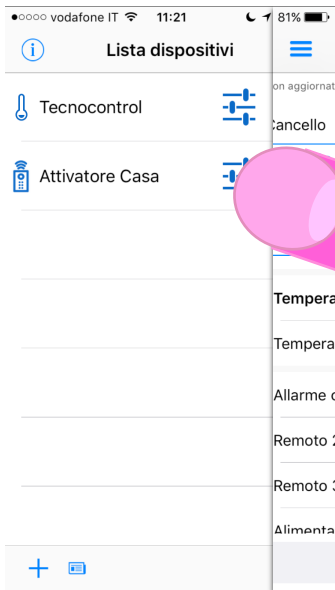 vodafone IT 11:21 81%
Lista dispositivi
on aggiornat
Tecnocontrol
Cancello
Attivatore Casa
Tempera
Tempera
Allarme
Remoto 2
Remoto 3
Alimenta